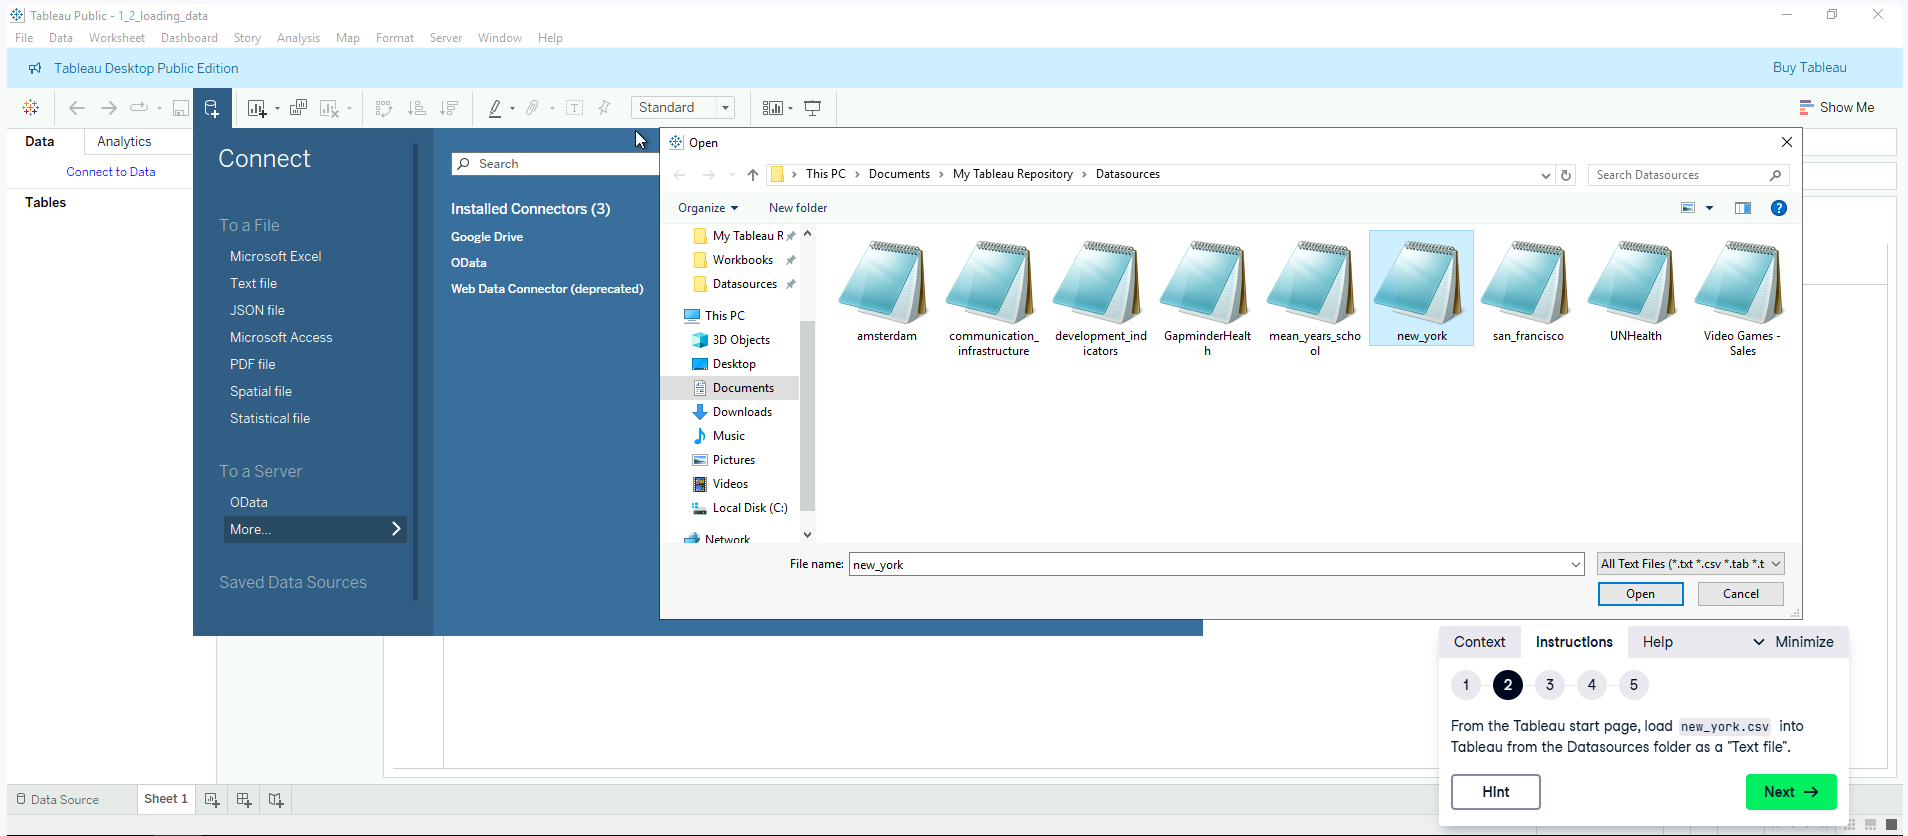 Tableau Public - 1_2_loading_data
File Data Worksheet Dashboard Story Analysis Map Format Server Window Help
Tableau Desktop Public Edition
Buy Tableau
Standard
Show Me
Data
Analytics
Connect to Data
Tables
Connect
To a File
Microsoft Excel
Text file
JSON file
Microsoft Access
PDF file
Spatial file
Statistical file
To a Server
OData
More...
Saved Data Sources
Search
Installed Connectors (3)
Google Drive
OData
Web Data Connector (deprecated)
Open
This PC > Documents > My Tableau Repository > Datasources
Search Datasources
Organize
New folder
My Tableau R
Workbooks
Datasources
This PC
3D Objects
Desktop
Documents
Downloads
Music
Pictures
Videos
Local Disk (C:)
Network
amsterdam
communication_
infrastructure
development_ind
icators
GapminderHealt
h
mean_years_scho
ol
new_york
san_francisco
UNHealth
Video Games -
Sales
File name: new_york
All Text Files (*.txt *.csv *.tab *.t
Open
Cancel
Context
Instructions
Help
Minimize
1 2 3 4 5
From the Tableau start page, load new_york.csv into
Tableau from the Datasources folder as a "Text file".
Hint
Next
Data Source
Sheet 1